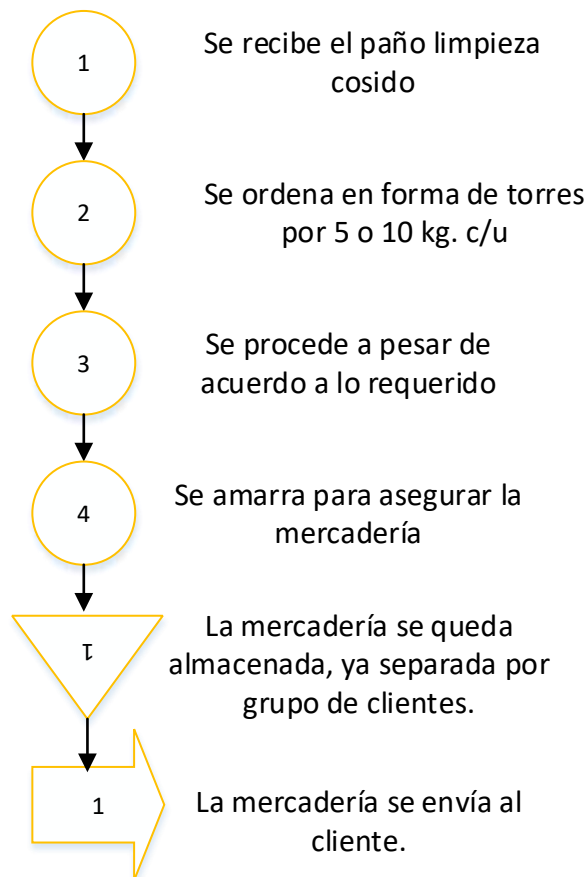 1
Se recibe el paño limpieza
cosido
2
Se ordena en forma de torres
por 5 o 10 kg. c/u
3
Se procede a pesar de
acuerdo a lo requerido
4
Se amarra para asegurar la
mercadería
1
La mercadería se queda
almacenada, ya separada por
grupo de clientes.
1
La mercadería se envía al
cliente.